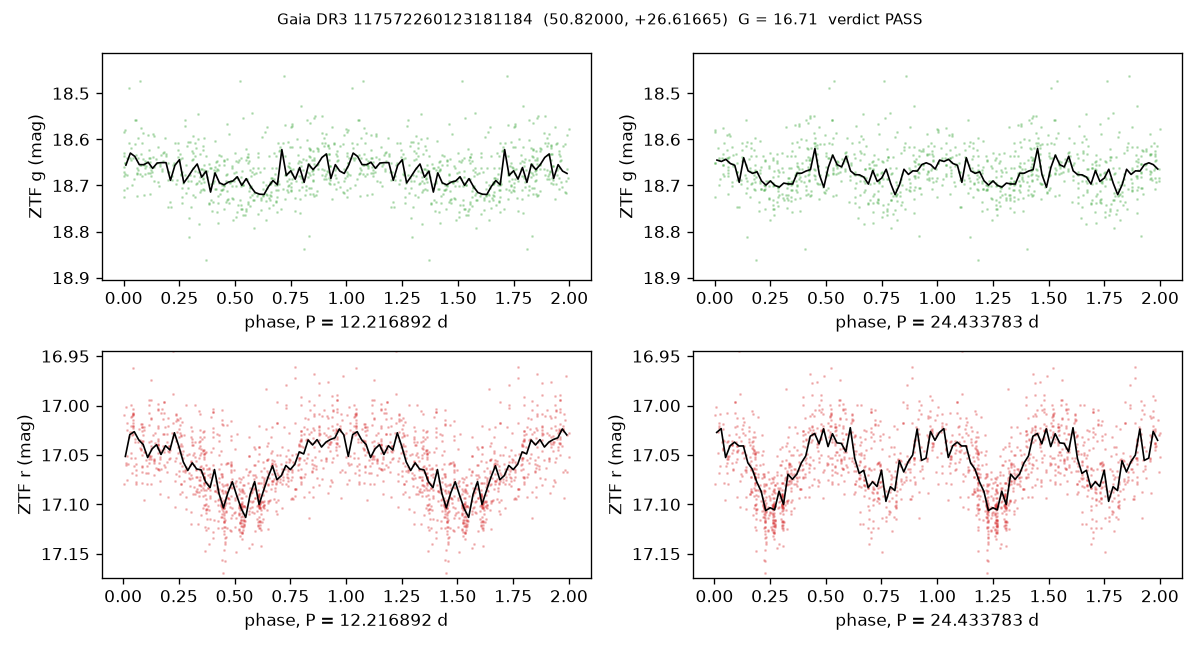 Gaia DR3 117572260123181184 (50.82000, +26.61665) G = 16.71 verdict PASS
ZTF g (mag)
18.5
18.6
18.7
18.8
18.9
0.00 0.25 0.50 0.75 1.00 1.25 1.50 1.75 2.00
phase, P = 12.216892 d
ZTF g (mag)
18.5
18.6
18.7
18.8
18.9
0.00 0.25 0.50 0.75 1.00 1.25 1.50 1.75 2.00
phase, P = 24.433783 d
ZTF r (mag)
16.95
17.00
17.05
17.10
17.15
0.00 0.25 0.50 0.75 1.00 1.25 1.50 1.75 2.00
phase, P = 12.216892 d
ZTF r (mag)
16.95
17.00
17.05
17.10
17.15
0.00 0.25 0.50 0.75 1.00 1.25 1.50 1.75 2.00
phase, P = 24.433783 d